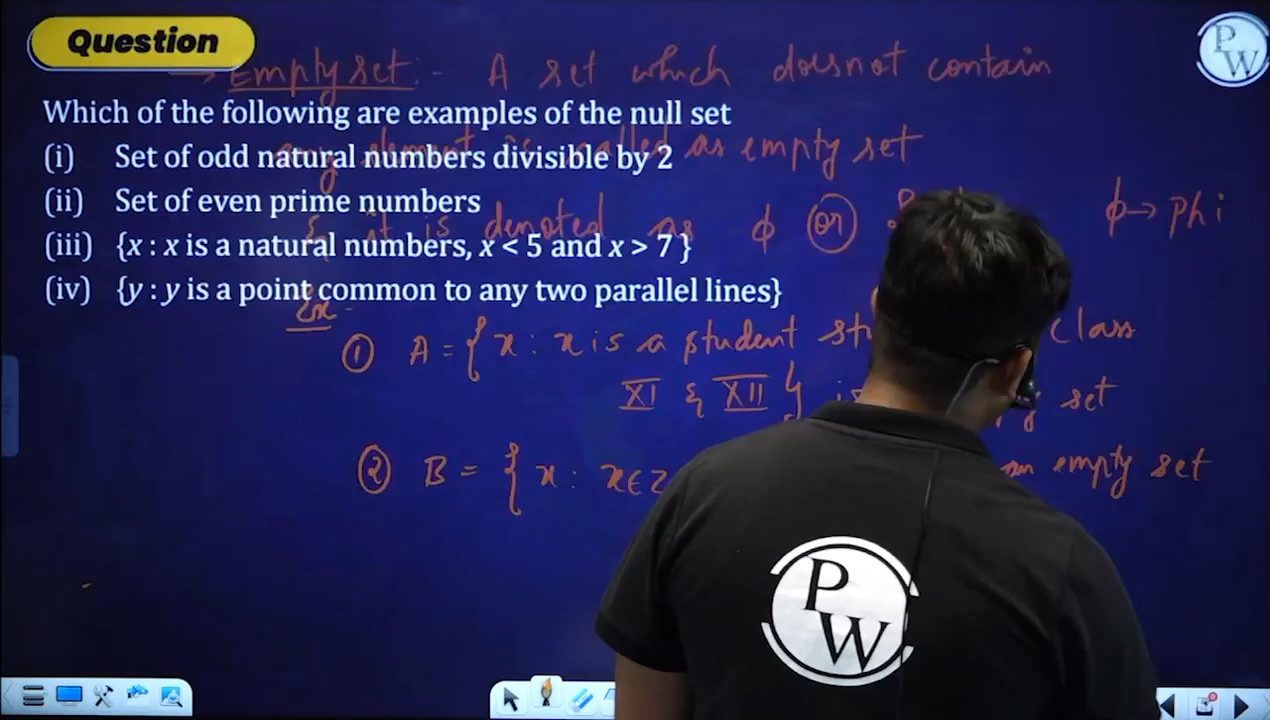 Question
PW
→ Empty set :- A set which doesnot contain
Which of the following are examples of the null set
any element is called as empty set
(i) Set of odd natural numbers divisible by 2
(ii) Set of even prime numbers
& it is denoted as ϕ or ϕ → phi
(iii) {x : x is a natural numbers, x < 5 and x > 7 }
(iv) {y : y is a point common to any two parallel lines}
Ex -
① A = { x : x is a student class
XI & XII } set
② B = { x : x ∈ Z an empty set
PW